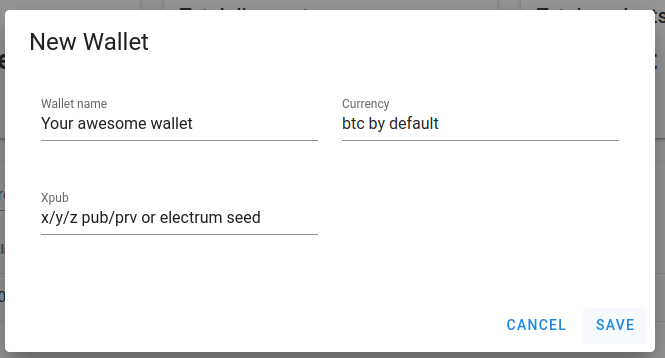 New Wallet
Wallet name
Your awesome wallet
Currency
btc by default
Xpub
x/y/z pub/prv or electrum seed
CANCEL
SAVE